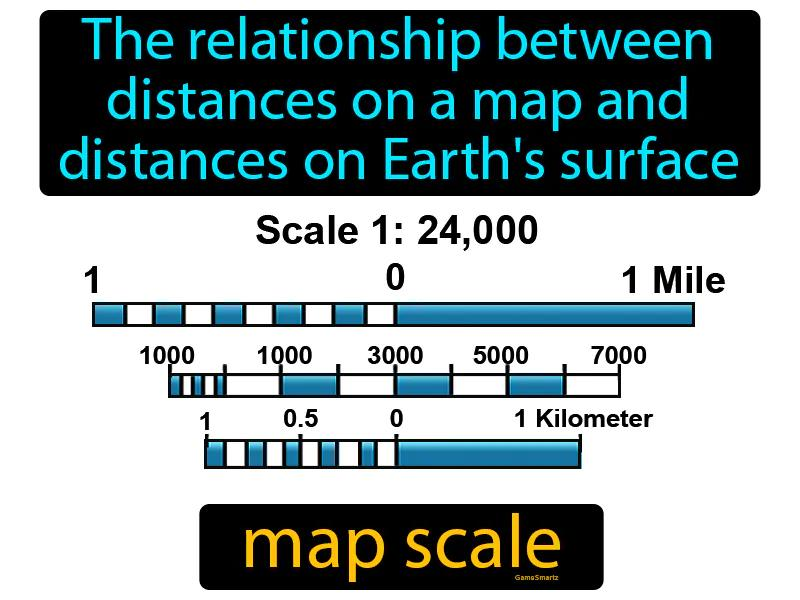 The relationship between
distances on a map and
distances on Earth's surface
Scale 1: 24,000
1 0 1 Mile
1000 1000 3000 5000 7000
1 0.5 0 1 Kilometer
map scale
GameSmartz